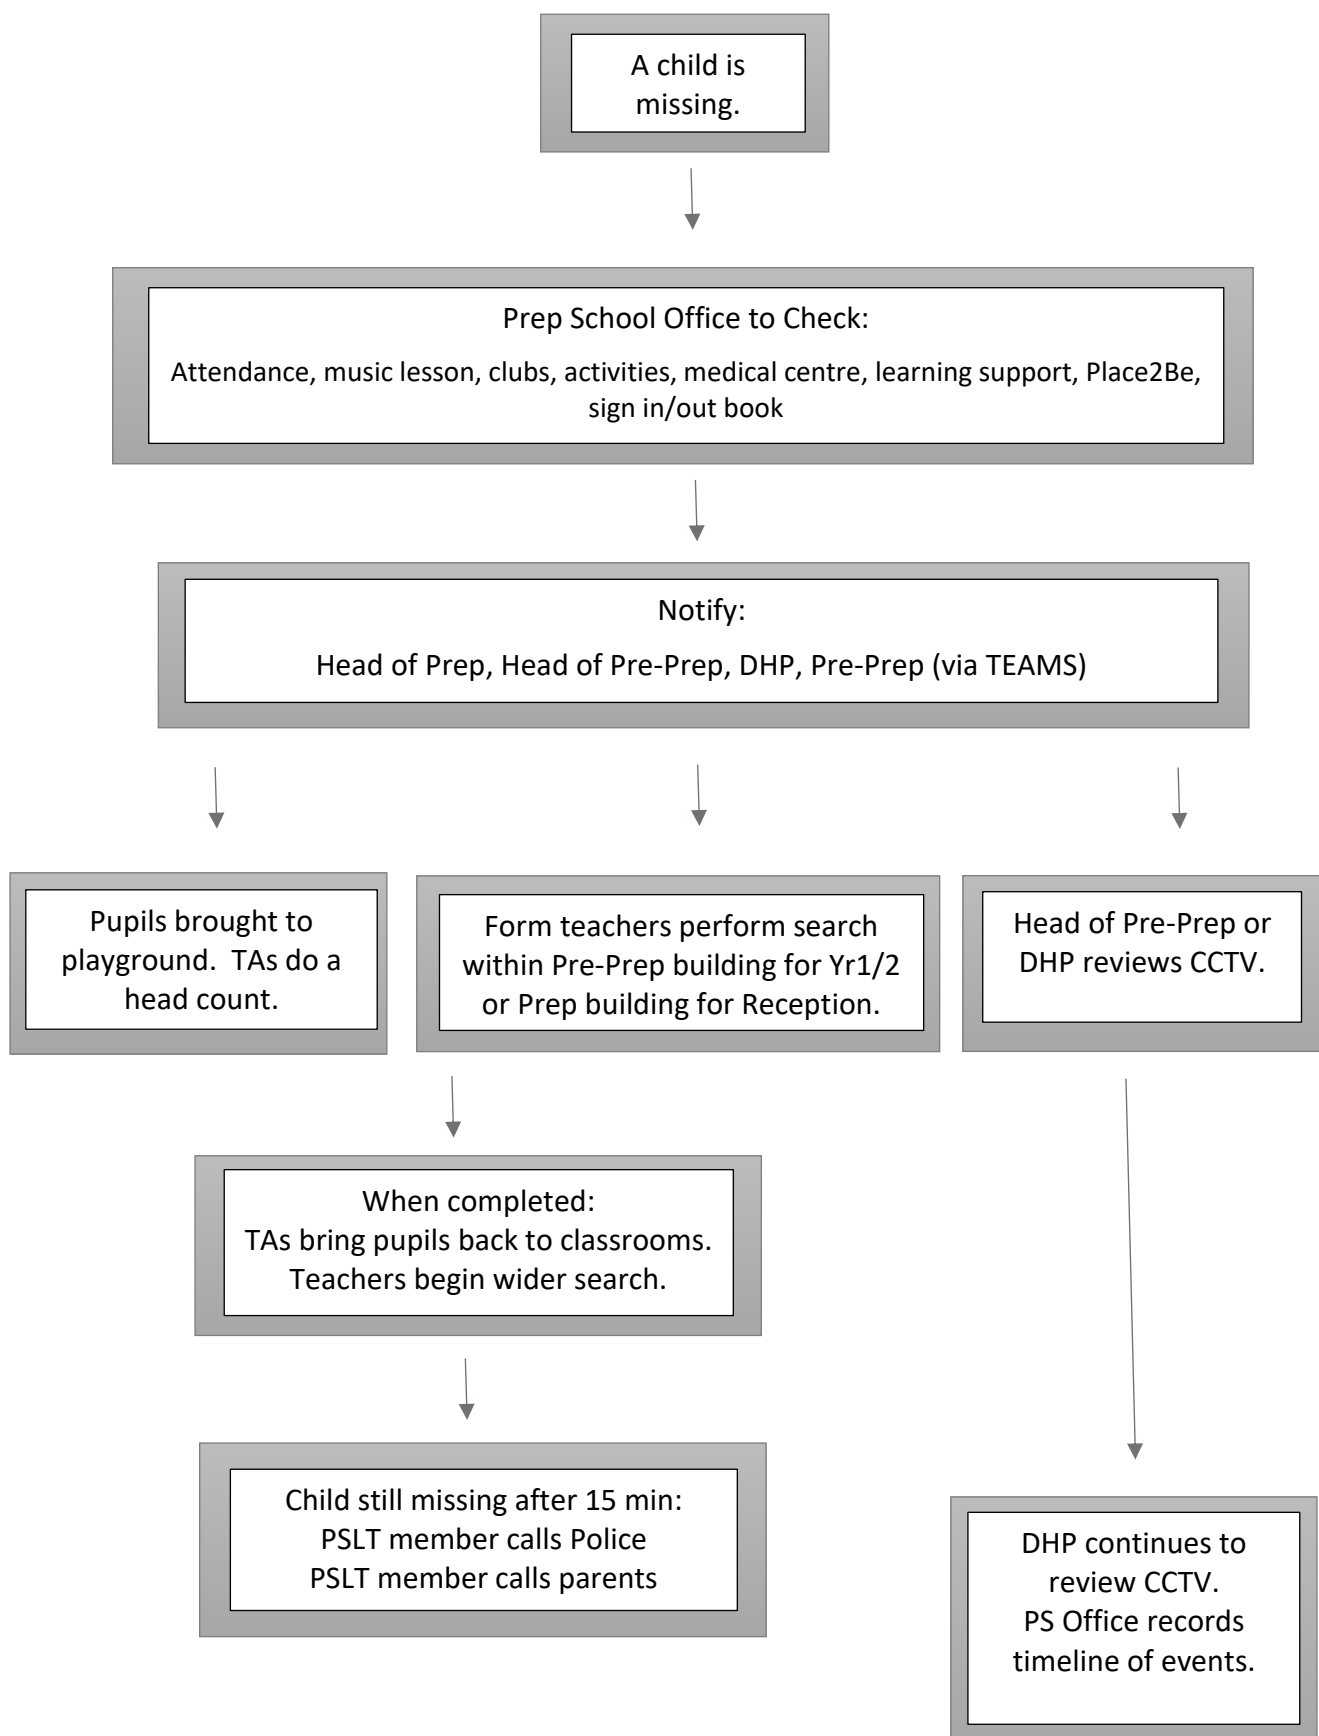 A child is
missing.
Prep School Office to Check:
Attendance, music lesson, clubs, activities, medical centre, learning support, Place2Be,
sign in/out book
Notify:
Head of Prep, Head of Pre-Prep, DHP, Pre-Prep (via TEAMS)
Pupils brought to
playground.  TAs do a
head count.
Form teachers perform search
within Pre-Prep building for Yr1/2
or Prep building for Reception.
Head of Pre-Prep or
DHP reviews CCTV.
When completed:
TAs bring pupils back to classrooms.
Teachers begin wider search.
Child still missing after 15 min:
PSLT member calls Police
PSLT member calls parents
DHP continues to
review CCTV.
PS Office records
timeline of events.